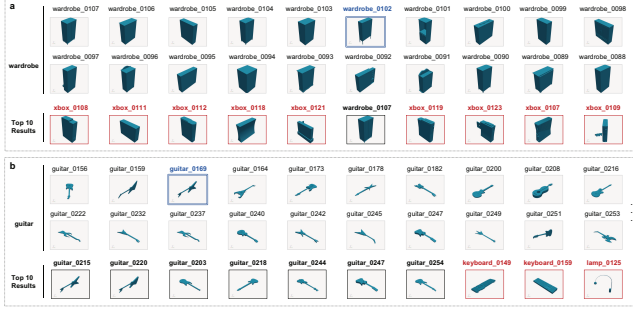 a
wardrobe_0107 wardrobe_0106 wardrobe_0105 wardrobe_0104 wardrobe_0103 wardrobe_0102 wardrobe_0101 wardrobe_0100 wardrobe_0099 wardrobe_0098
wardrobe
wardrobe_0097 wardrobe_0096 wardrobe_0095 wardrobe_0094 wardrobe_0093 wardrobe_0092 wardrobe_0091 wardrobe_0090 wardrobe_0089 wardrobe_0088
Top 10
Results
xbox_0108 xbox_0111 xbox_0112 xbox_0118 xbox_0121 wardrobe_0107 xbox_0119 xbox_0123 xbox_0107 xbox_0109
b
guitar_0156 guitar_0159 guitar_0169 guitar_0164 guitar_0173 guitar_0178 guitar_0182 guitar_0200 guitar_0208 guitar_0216
guitar
guitar_0222 guitar_0232 guitar_0237 guitar_0240 guitar_0242 guitar_0245 guitar_0247 guitar_0249 guitar_0251 guitar_0253
Top 10
Results
guitar_0215 guitar_0220 guitar_0203 guitar_0218 guitar_0244 guitar_0247 guitar_0254 keyboard_0149 keyboard_0159 lamp_0125